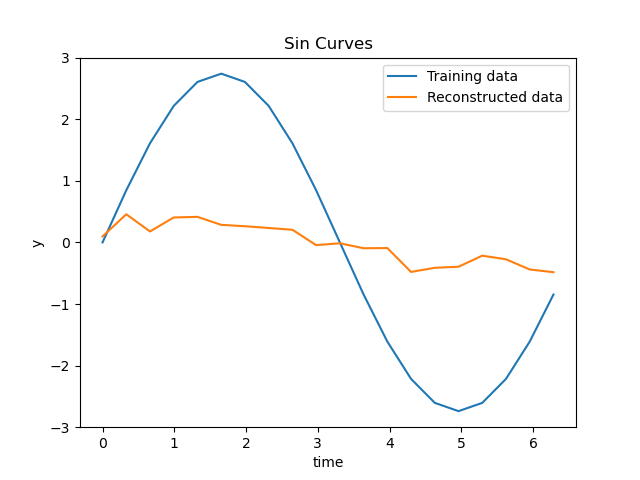 Sin Curves
Training data
Reconstructed data
3
2
1
0
−1
−2
−3
y
0 1 2 3 4 5 6
time